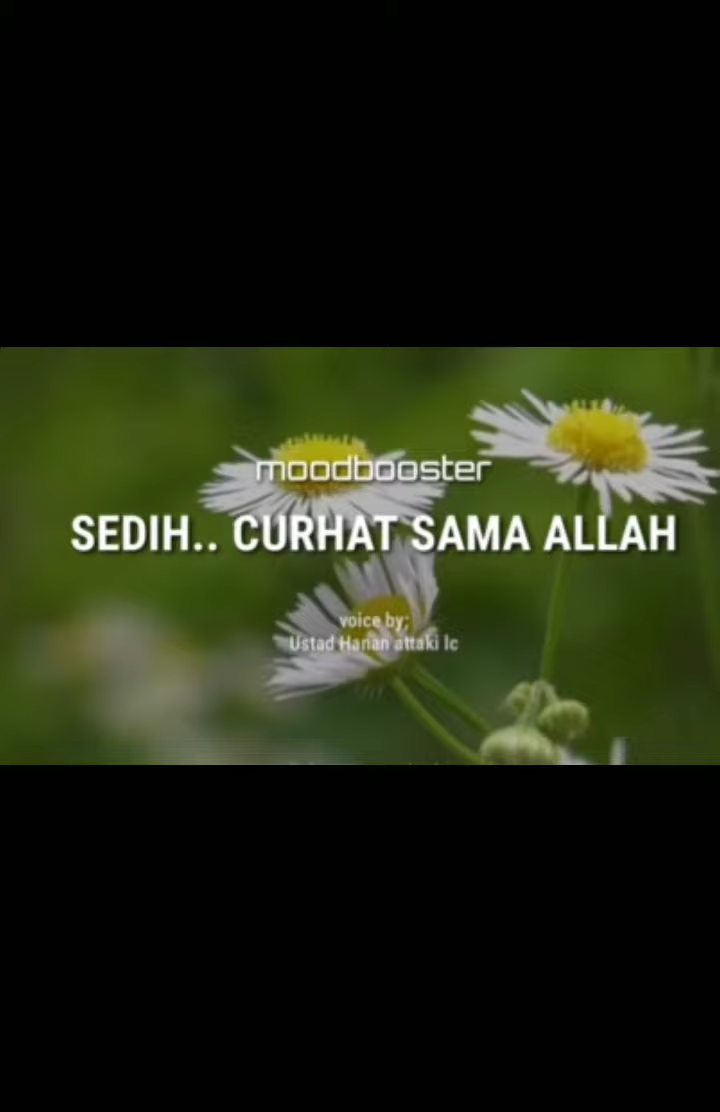 moodbooster
SEDIH.. CURHAT SAMA ALLAH
voice by;
Ustad Hanan attaki lc